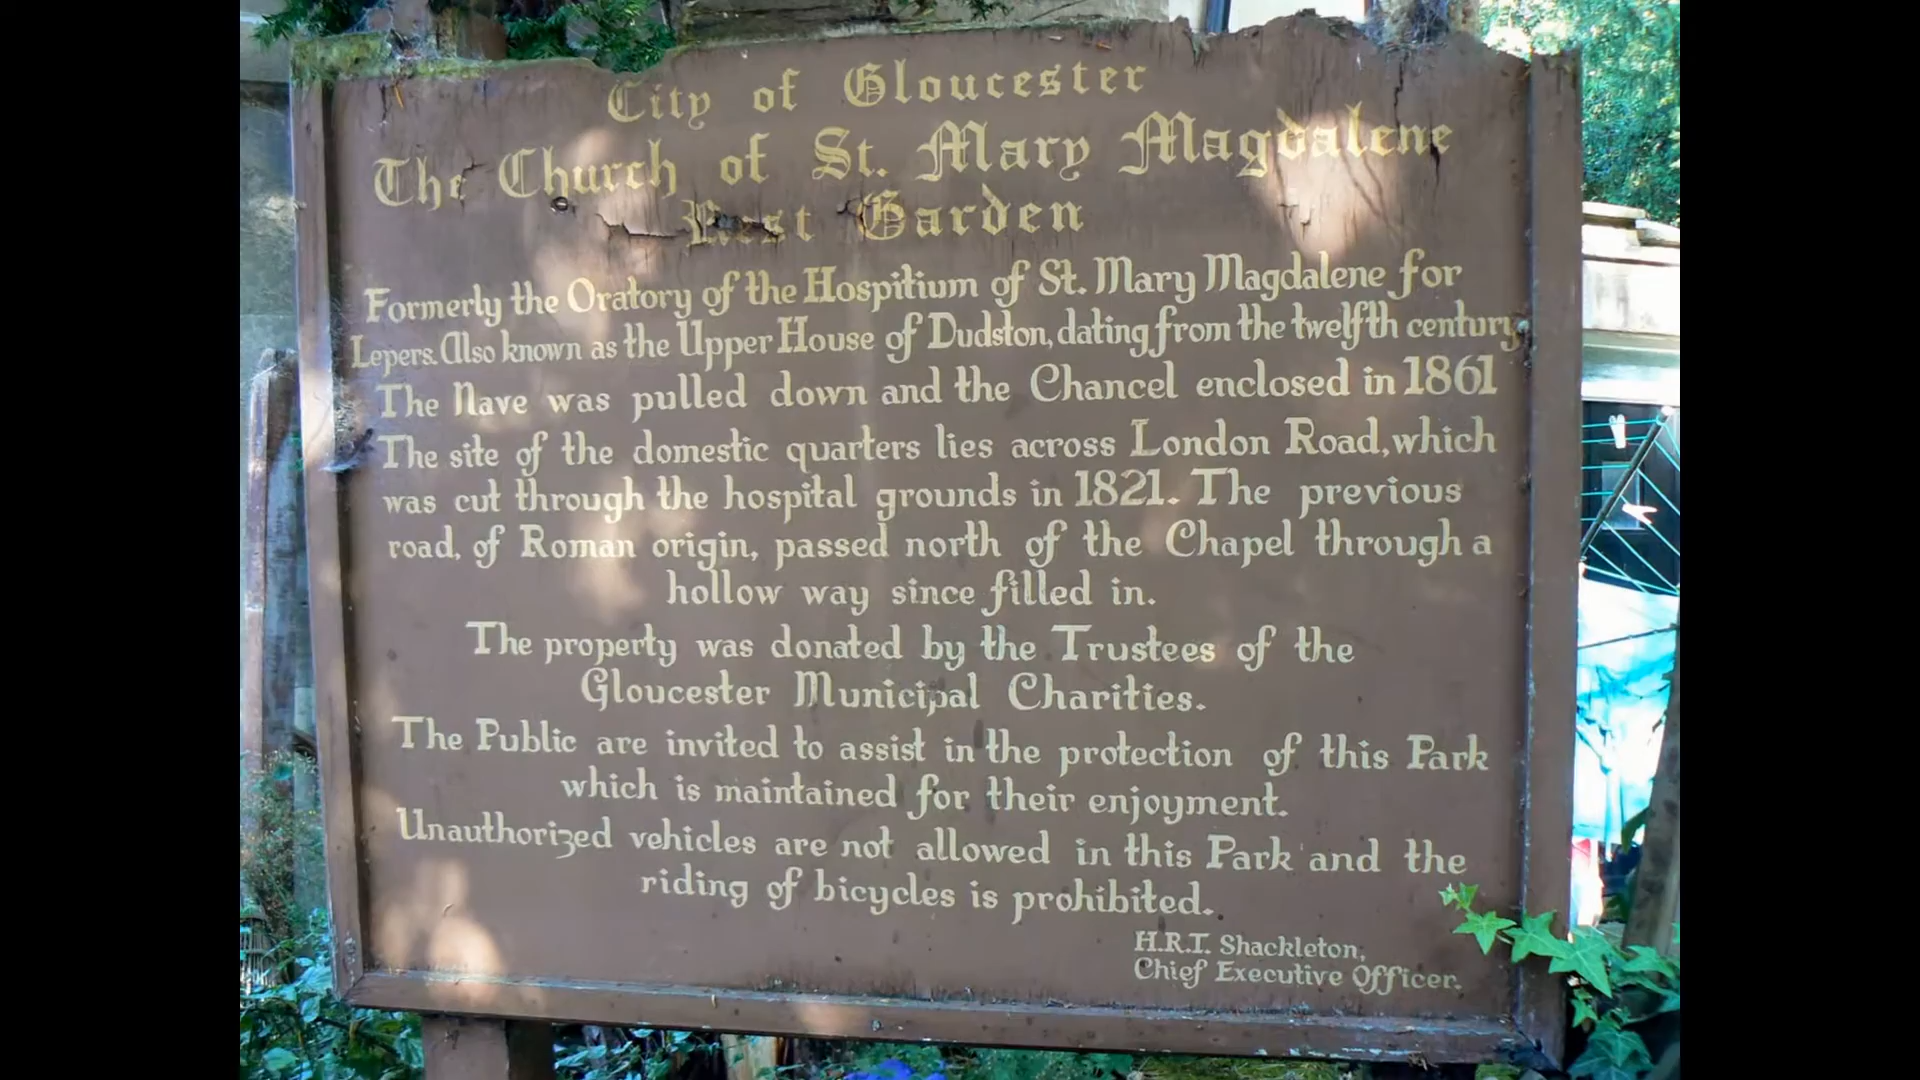 City of Gloucester
The Church of St. Mary Magdalene
Rest Garden
Formerly the Oratory of the Hospitium of St. Mary Magdalene for
Lepers. Also known as the Upper House of Dudston, dating from the twelfth century.
The Nave was pulled down and the Chancel enclosed in 1861
The site of the domestic quarters lies across London Road, which
was cut through the hospital grounds in 1821. The previous
road, of Roman origin, passed north of the Chapel through a
hollow way since filled in.
The property was donated by the Trustees of the
Gloucester Municipal Charities.
The Public are invited to assist in the protection of this Park
which is maintained for their enjoyment.
Unauthorized vehicles are not allowed in this Park and the
riding of bicycles is prohibited.
H.R.T. Shackleton,
Chief Executive Officer.